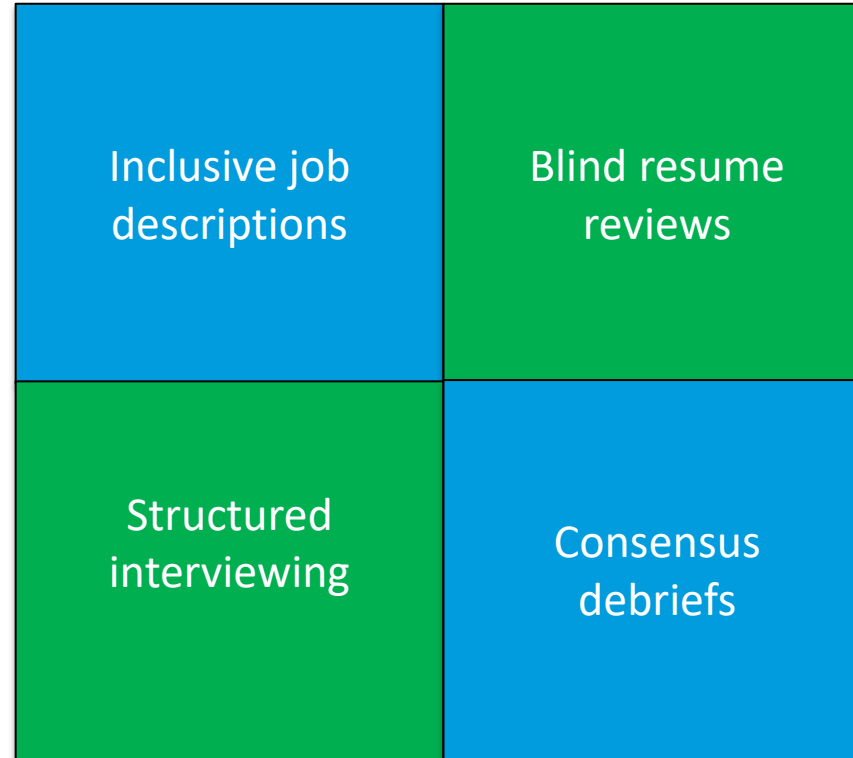 Inclusive job
descriptions
Blind resume
reviews
Structured
interviewing
Consensus
debriefs